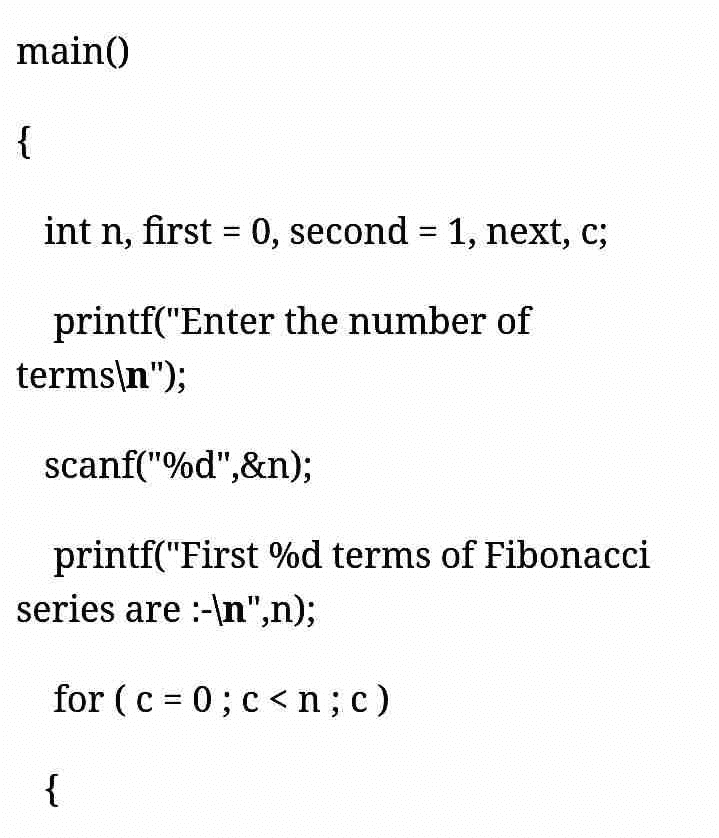 main()
{
int n, first = 0, second = 1, next, c;
printf("Enter the number of
terms\n");
scanf("%d",&n);
printf("First %d terms of Fibonacci
series are :-\n",n);
for ( c = 0 ; c < n ; c )
{